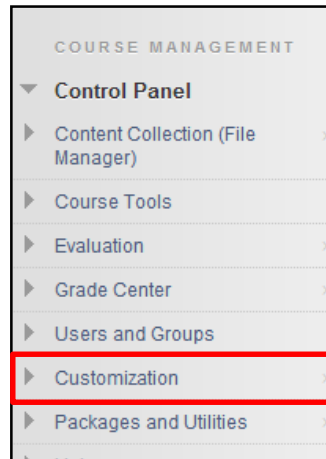 COURSE MANAGEMENT
Control Panel
Content Collection (File
Manager)
Course Tools
Evaluation
Grade Center
Users and Groups
Customization
Packages and Utilities